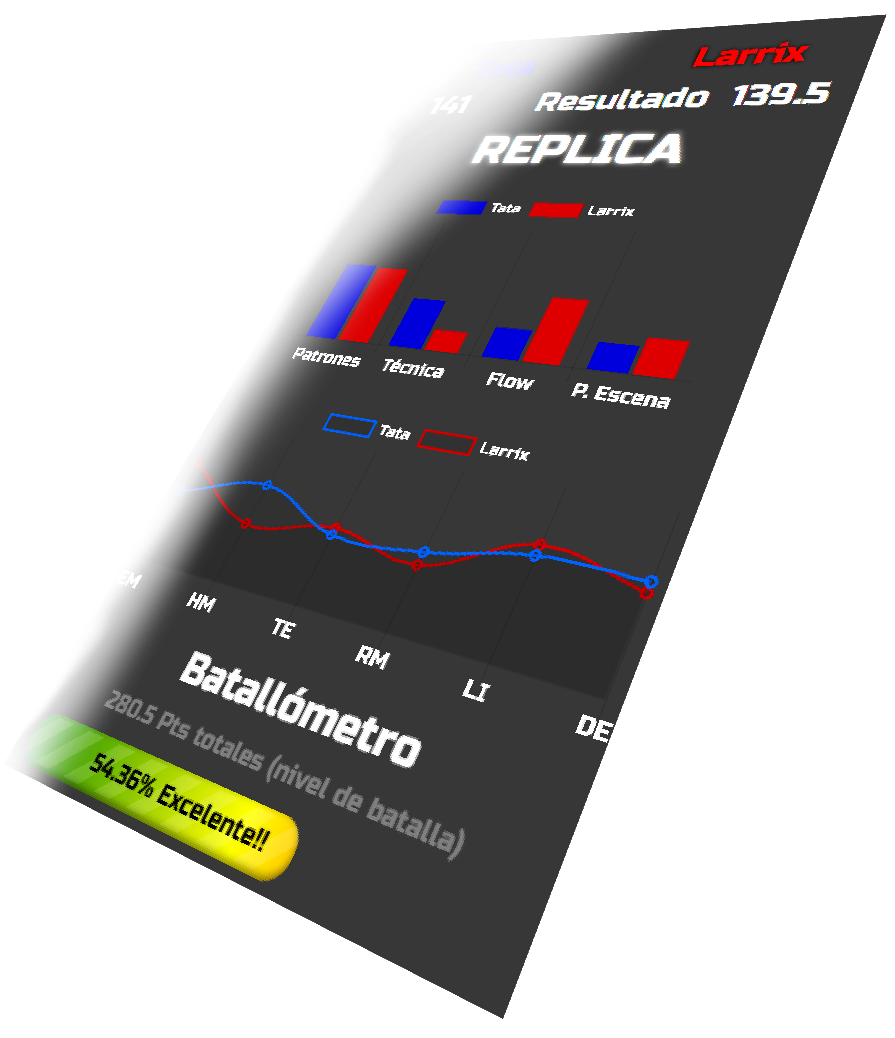 Tata Larrix
141 Resultado 139.5
REPLICA
Tata Larrix
Patrones Técnica Flow P. Escena
Tata Larrix
EM HM TE RM LI DE
Batallómetro
280.5 Pts totales (nivel de batalla)
54.36% Excelente!!